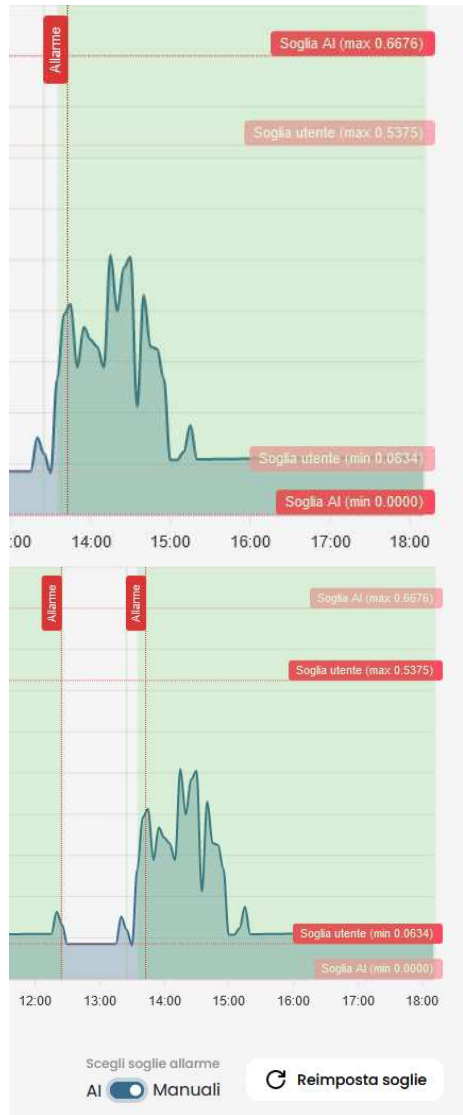 Allarme
Soglia AI (max 0.6676)
Soglia utente (max 0.5375)
Soglia utente (min 0.0634)
Soglia AI (min 0.0000)
:00 14:00 15:00 16:00 17:00 18:00
Allarme Allarme
Soglia AI (max 0.6676)
Soglia utente (max 0.5375)
Soglia utente (min 0.0634)
Soglia AI (min 0.0000)
12:00 13:00 14:00 15:00 16:00 17:00 18:00
Scegli soglie allarme
AI Manuali Reimposta soglie